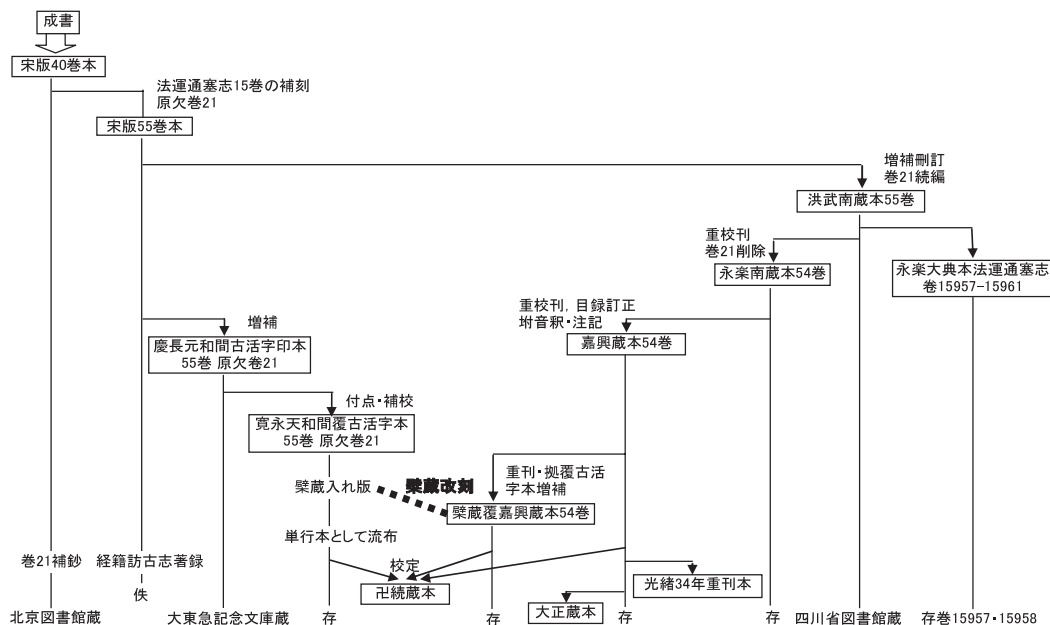 成書
宋版40巻本
法運通塞志15巻の補刻
原欠巻21
宋版55巻本
増補刪訂
巻21続編
洪武南蔵本55巻
重校刊
巻21削除
永楽南蔵本54巻
永楽大典本法運通塞志
巻15957-15961
重校刊，目録訂正
坿音釈・注記
嘉興蔵本54巻
増補
慶長元和間古活字印本
55巻 原欠巻21
付点・補校
寛永天和間覆古活字本
55巻 原欠巻21
重刊・拠覆古活
字本増補
檗蔵入れ版
檗蔵改刻
檗蔵覆嘉興蔵本54巻
単行本として流布
巻21補鈔
経籍訪古志著録
佚
校定
卍続蔵本
光緒34年重刊本
大正蔵本
北京図書館蔵
大東急記念文庫蔵
存
存
存
存
四川省図書館蔵
存巻15957・15958